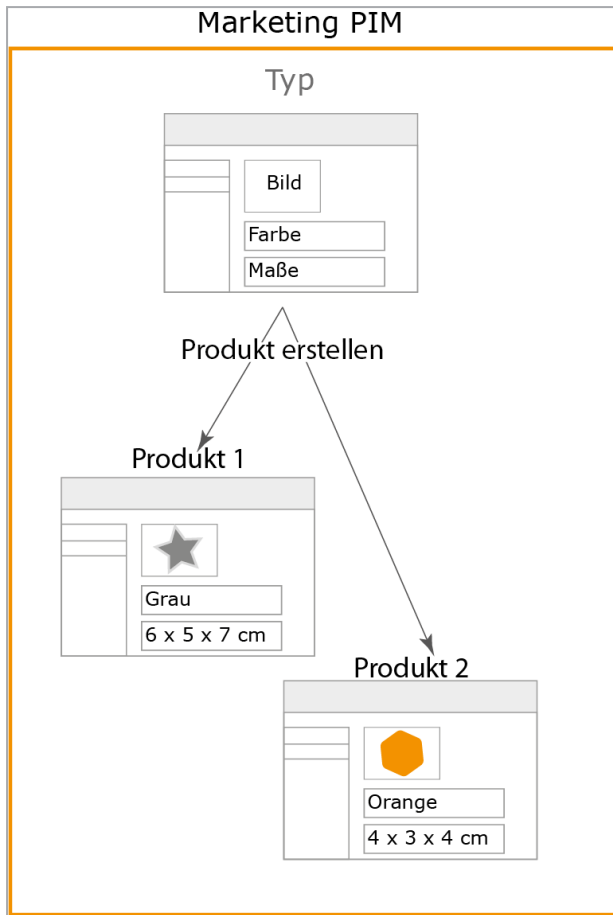 Marketing PIM
Typ
Bild
Farbe
Maße
Produkt erstellen
Produkt 1
Grau
6 x 5 x 7 cm
Produkt 2
Orange
4 x 3 x 4 cm